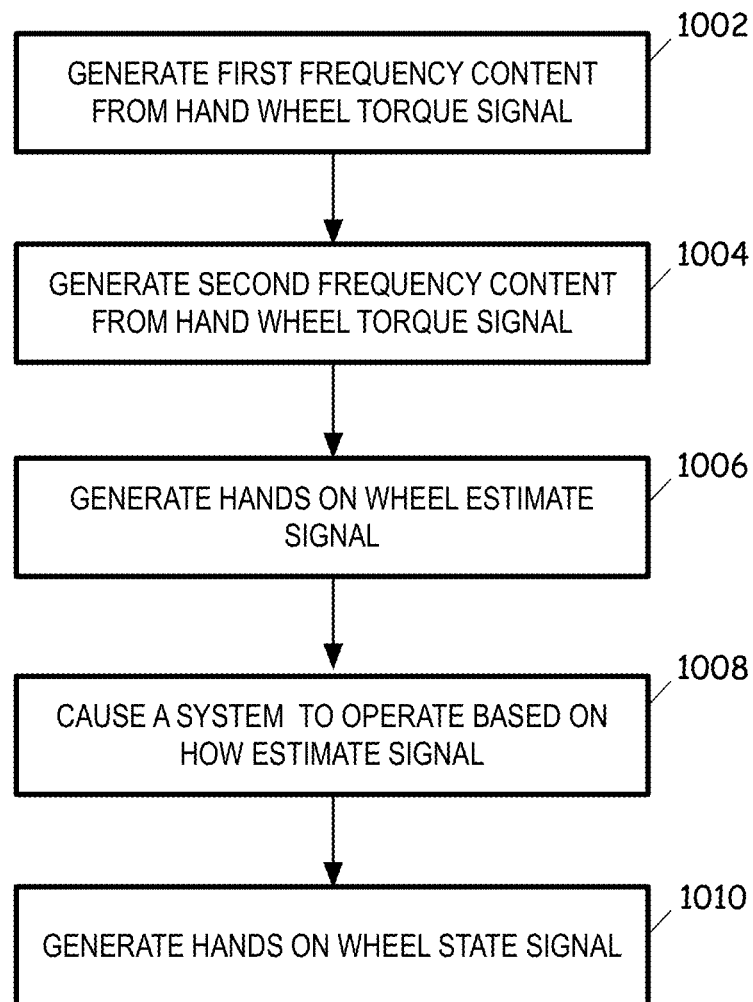 1002
GENERATE FIRST FREQUENCY CONTENT
FROM HAND WHEEL TORQUE SIGNAL
1004
GENERATE SECOND FREQUENCY CONTENT
FROM HAND WHEEL TORQUE SIGNAL
1006
GENERATE HANDS ON WHEEL ESTIMATE
SIGNAL
1008
CAUSE A SYSTEM TO OPERATE BASED ON
HOW ESTIMATE SIGNAL
1010
GENERATE HANDS ON WHEEL STATE SIGNAL